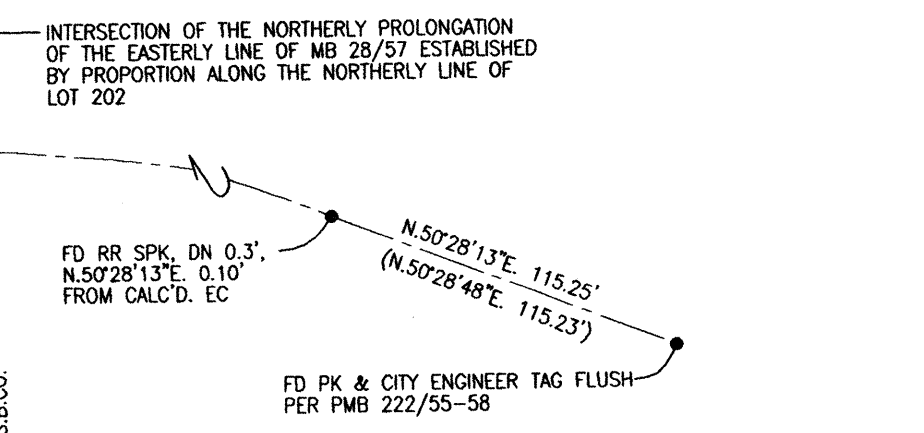 INTERSECTION OF THE NORTHERLY PROLONGATION
OF THE EASTERLY LINE OF MB 28/57 ESTABLISHED
BY PROPORTION ALONG THE NORTHERLY LINE OF
LOT 202
FD RR SPK, DN 0.3',
N.50°28'13"E. 0.10'
FROM CALC'D. EC
N.50°28'13"E. 115.25'
(N.50°28'48"E. 115.23')
FD PK & CITY ENGINEER TAG FLUSH
PER PMB 222/55-58